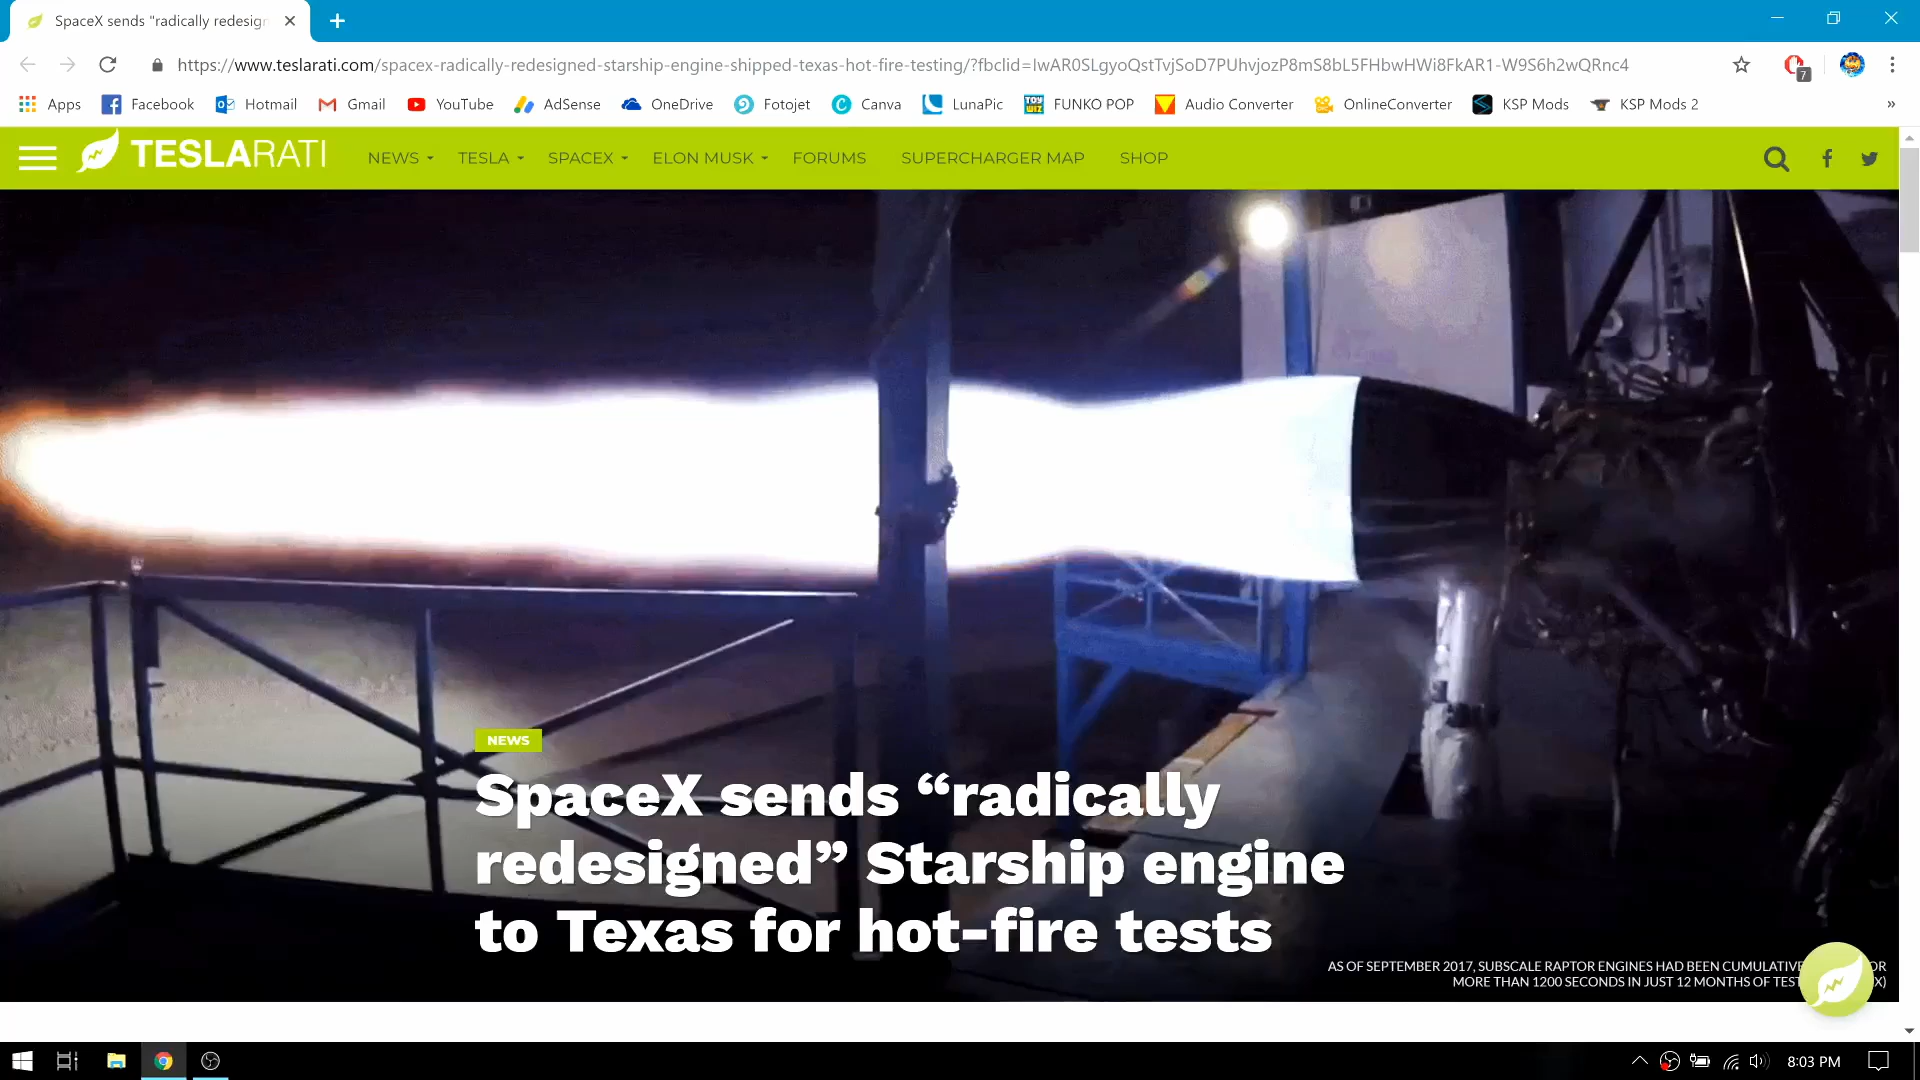 SpaceX sends "radically redesign
https://www.teslarati.com/spacex-radically-redesigned-starship-engine-shipped-texas-hot-fire-testing/?fbclid=IwAR0SLgyoQstTvjSoD7PUhvjozP8mS8bL5FHbwHWi8FkAR1-W9S6h2wQRnc4
7
Apps Facebook Hotmail Gmail YouTube AdSense OneDrive Fotojet Canva LunaPic FUNKO POP Audio Converter OnlineConverter KSP Mods KSP Mods 2 »
TESLARATI NEWS TESLA SPACEX ELON MUSK FORUMS SUPERCHARGER MAP SHOP
NEWS
SpaceX sends “radically
redesigned” Starship engine
to Texas for hot-fire tests
AS OF SEPTEMBER 2017, SUBSCALE RAPTOR ENGINES HAD BEEN
MORE THAN 1200 SECONDS IN JUST 12 MONTHS OF
8:03 PM